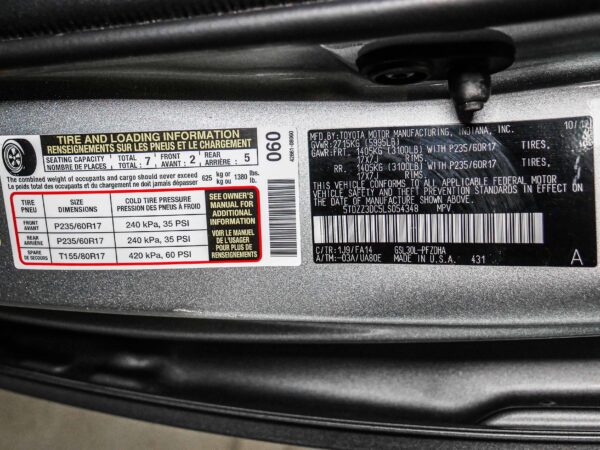 TIRE AND LOADING INFORMATION
RENSEIGNEMENTS SUR LES PNEUS ET LE CHARGEMENT
SEATING CAPACITY
NOMBRE DE PLACES
TOTAL
TOTAL : 7
FRONT
AVANT : 2
REAR
ARRIÈRE : 5
The combined weight of occupants and cargo should never exceed
Le poids total des occupants et du chargement ne doit jamais dépasser
625 kg or kg ou 1380 lbs. lb.
TIRE
PNEU
SIZE
DIMENSIONS
COLD TIRE PRESSURE
PRESSION DES PNEUS À FROID
FRONT
AVANT
P235/60R17
240 kPa, 35 PSI
REAR
ARRIÈRE
P235/60R17
240 kPa, 35 PSI
SPARE
DE SECOURS
T155/80R17
420 kPa, 60 PSI
SEE OWNER'S
MANUAL FOR
ADDITIONAL
INFORMATION
VOIR LE MANUEL
DE L'USAGER
POUR PLUS DE
RENSEIGNEMENTS
060
MFD.BY:TOYOTA MOTOR MANUFACTURING, INDIANA, INC. 10/
GVWR:2715KG (5995LB)
GAWR:FRT. 1405KG (3100LB) WITH P235/60R17 TIRES,
17X7J RIMS
RR. 1405KG (3100LB) WITH P235/60R17 TIRES,
17X7J RIMS
THIS VEHICLE CONFORMS TO ALL APPLICABLE FEDERAL MOTOR
VEHICLE SAFETY AND THEFT PREVENTION STANDARDS IN EFFECT ON
THE DATE OF MANUFACTURE SHOWN ABOVE.
5TDZZ3DC5LS054348 MPV
C/TR:1J9/FA14 GSL30L-PFZDHA
A/TM:-03A/UA80E MADE IN U.S.A. 431
A